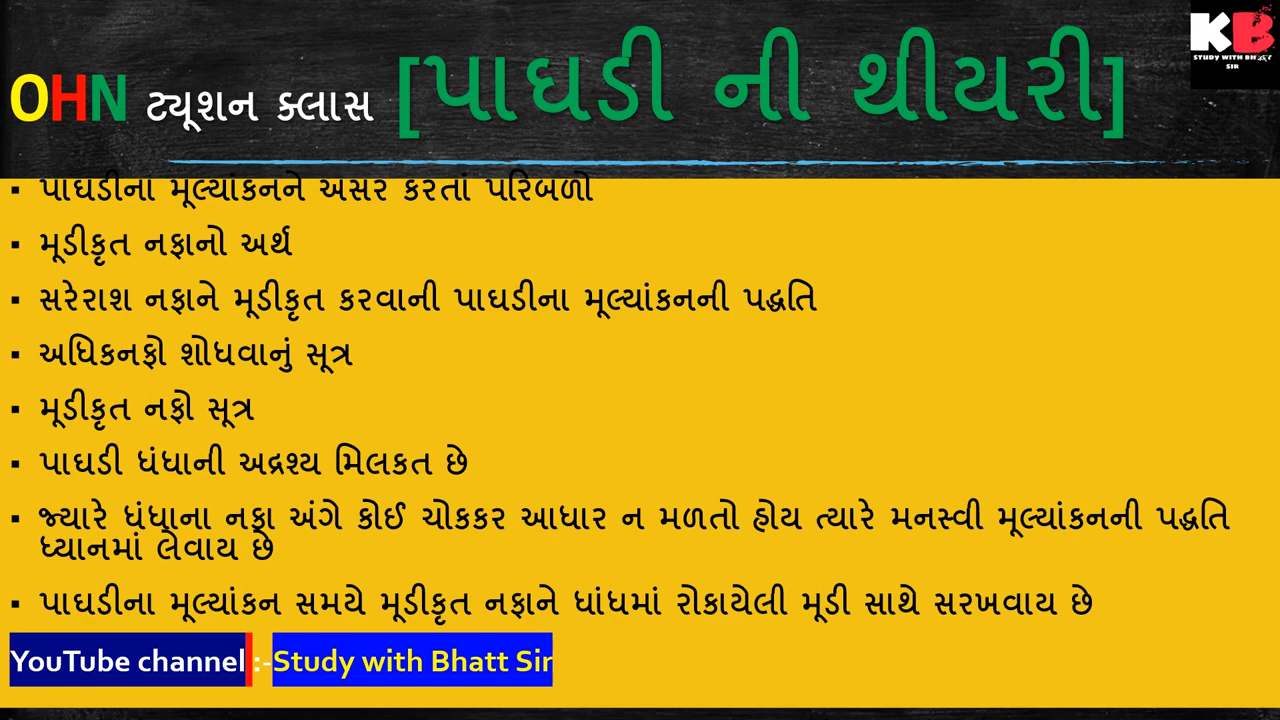 KB
STUDY WITH BHATT
SIR
OHN ટ્યૂશન ક્લાસ [પાઘડી ની થીયરી]
▪ પાઘડીના મૂલ્યાંકનને અસર કરતાં પરિબળો
▪ મૂડીકૃત નફાનો અર્થ
▪ સરેરાશ નફાને મૂડીકૃત કરવાની પાઘડીના મૂલ્યાંકનની પદ્ધતિ
▪ અધિકનફો શોધવાનું સૂત્ર
▪ મૂડીકૃત નફો સૂત્ર
▪ પાઘડી ધંધાની અદ્રશ્ય મિલકત છે
▪ જ્યારે ધંધાના નફા અંગે કોઈ ચોકકર આધાર ન મળતો હોય ત્યારે મનસ્વી મૂલ્યાંકનની પદ્ધતિ
ધ્યાનમાં લેવાય છે
▪ પાઘડીના મૂલ્યાંકન સમયે મૂડીકૃત નફાને ધાંધમાં રોકાયેલી મૂડી સાથે સરખવાય છે
YouTube channel :-Study with Bhatt Sir